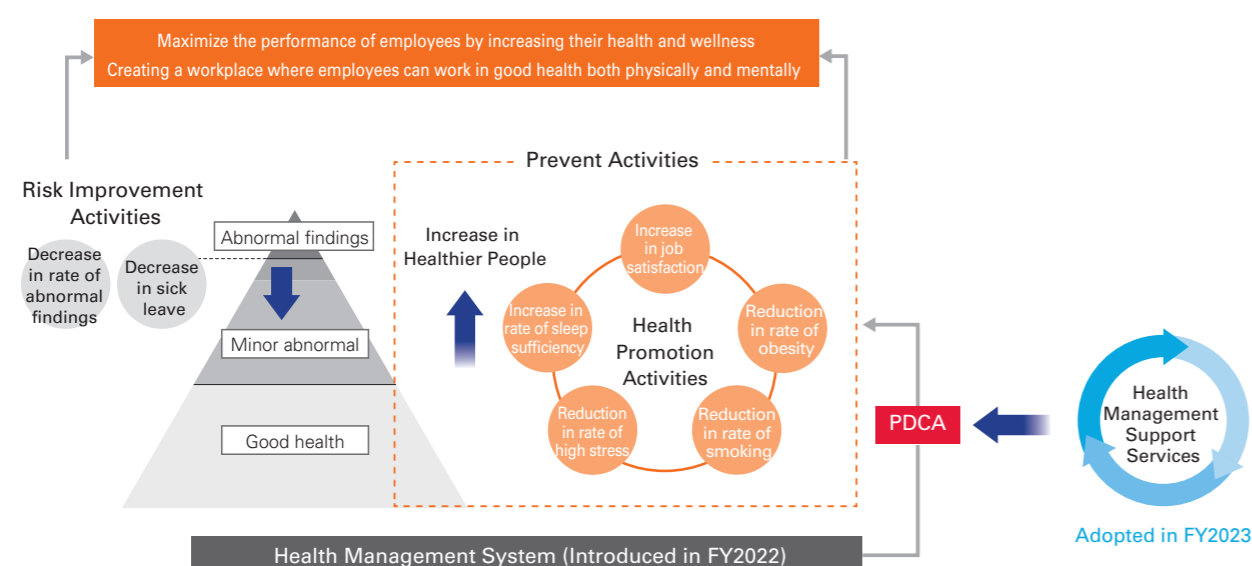 Maximize the performance of employees by increasing their health and wellness
Creating a workplace where employees can work in good health both physically and mentally
Prevent Activities
Risk Improvement
Activities
Decrease
in rate of
abnormal
findings
Decrease
in sick
leave
Abnormal findings
Minor abnormal
Good health
Increase in
Healthier People
Increase
in job
satisfaction
Increase in
rate of sleep
sufficiency
Reduction
in rate of
obesity
Health
Promotion
Activities
Reduction
in rate of
high stress
Reduction
in rate of
smoking
PDCA
Health
Management
Support
Services
Adopted in FY2023
Health Management System (Introduced in FY2022)